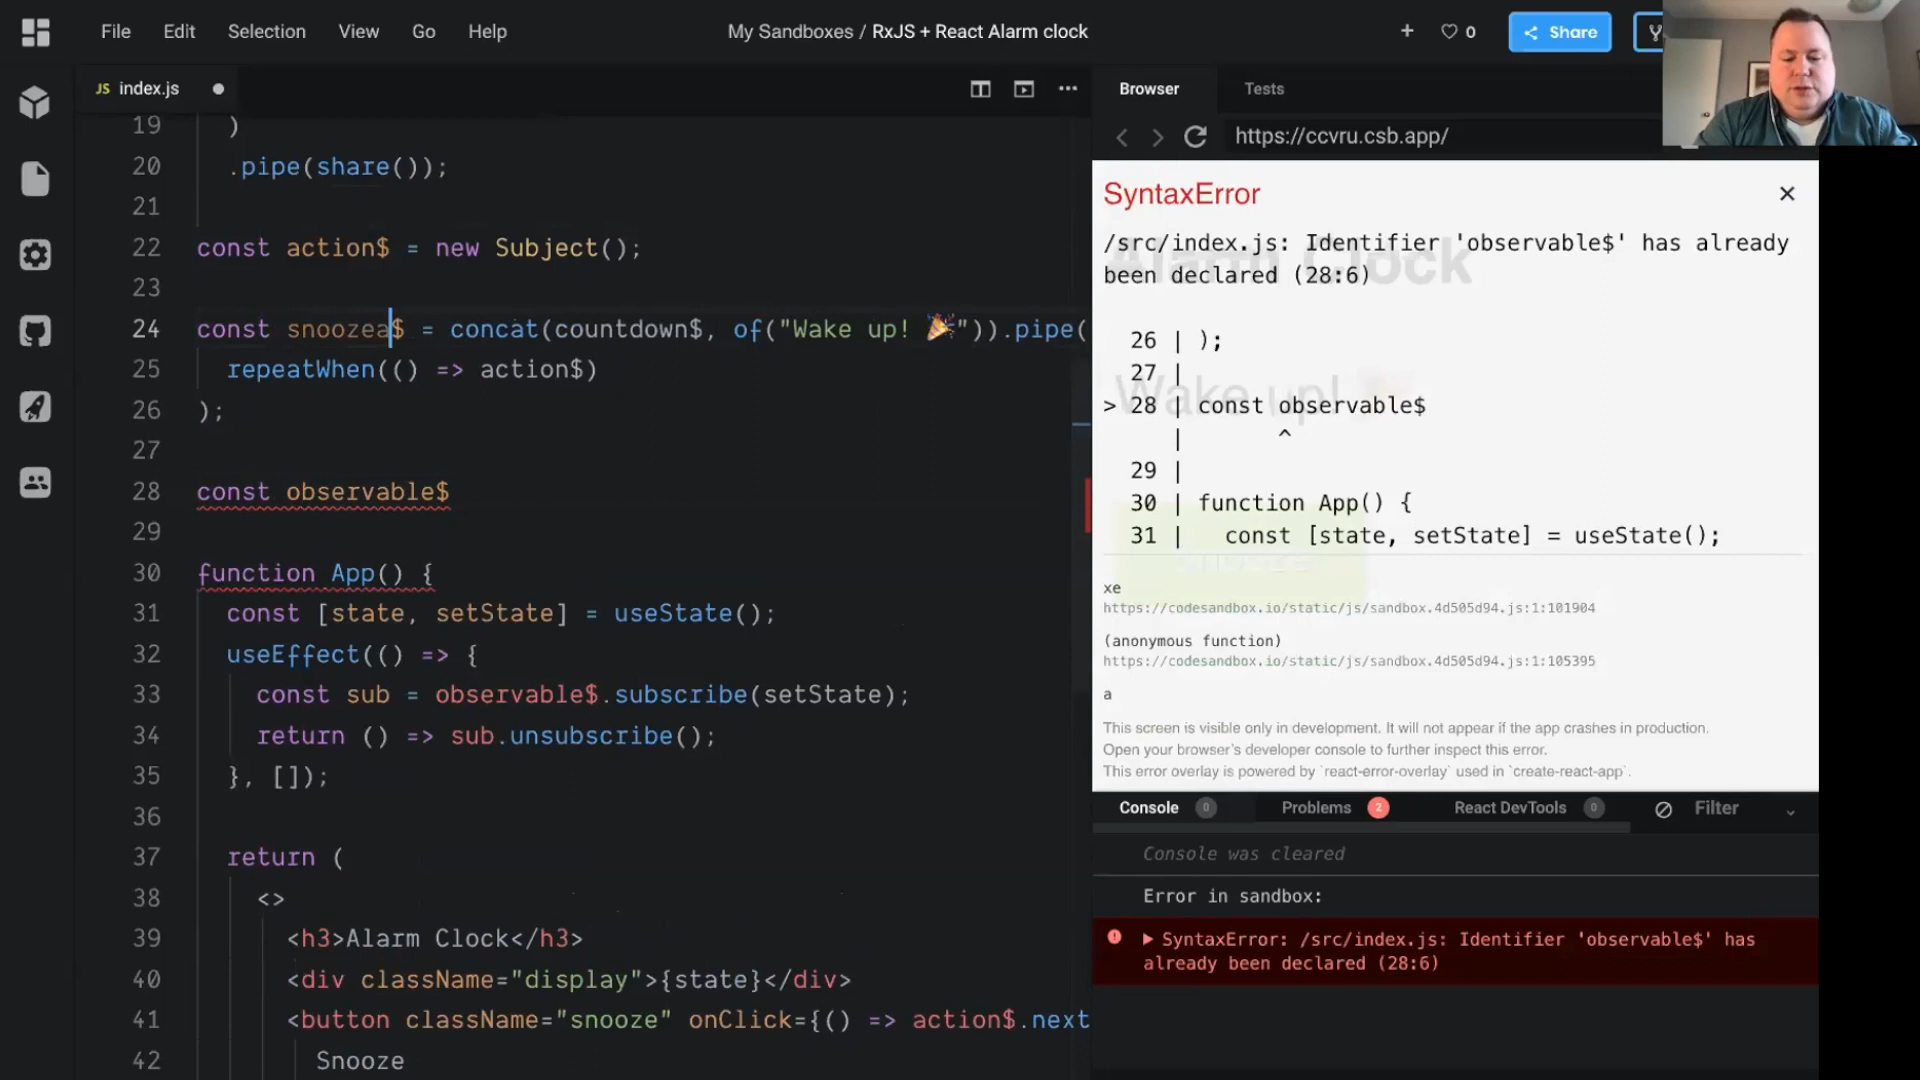 File Edit Selection View Go Help
My Sandboxes / RxJS + React Alarm clock
+ 0 Share
JS index.js
19 )
20 .pipe(share());
21
22 const action$ = new Subject();
23
24 const snoozea$ = concat(countdown$, of("Wake up! 🎉")).pipe(
25 repeatWhen(() => action$)
26 );
27
28 const observable$
29
30 function App() {
31 const [state, setState] = useState();
32 useEffect(() => {
33 const sub = observable$.subscribe(setState);
34 return () => sub.unsubscribe();
35 }, []);
36
37 return (
38 <>
39 <h3>Alarm Clock</h3>
40 <div className="display">{state}</div>
41 <button className="snooze" onClick={() => action$.next
42 Snooze
Browser Tests
https://ccvru.csb.app/
SyntaxError
/src/index.js: Identifier 'observable$' has already
been declared (28:6)
Alarm Clock
26 | );
27 |
Wake up!
> 28 | const observable$
| ^
29 |
30 | function App() {
31 | const [state, setState] = useState();
xe
https://codesandbox.io/static/js/sandbox.4d505d94.js:1:101904
(anonymous function)
https://codesandbox.io/static/js/sandbox.4d505d94.js:1:105395
a
This screen is visible only in development. It will not appear if the app crashes in production.
Open your browser's developer console to further inspect this error.
This error overlay is powered by `react-error-overlay` used in `create-react-app`.
Console 0 Problems 2 React DevTools 0 Filter
Console was cleared
Error in sandbox:
SyntaxError: /src/index.js: Identifier 'observable$' has
already been declared (28:6)